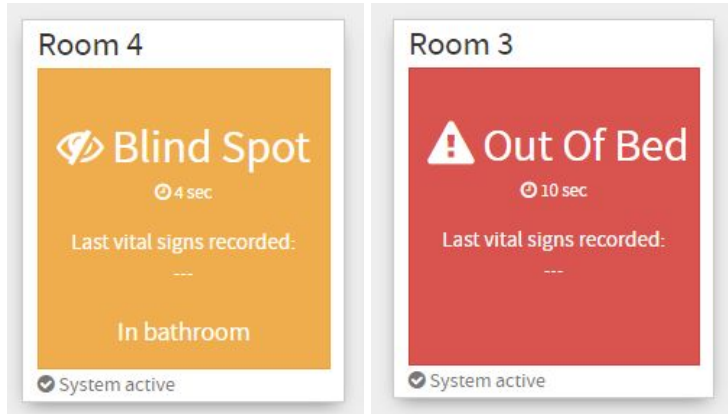 Room 4
Blind Spot
4 sec
Last vital signs recorded:
---
In bathroom
System active
Room 3
Out Of Bed
10 sec
Last vital signs recorded:
---
System active